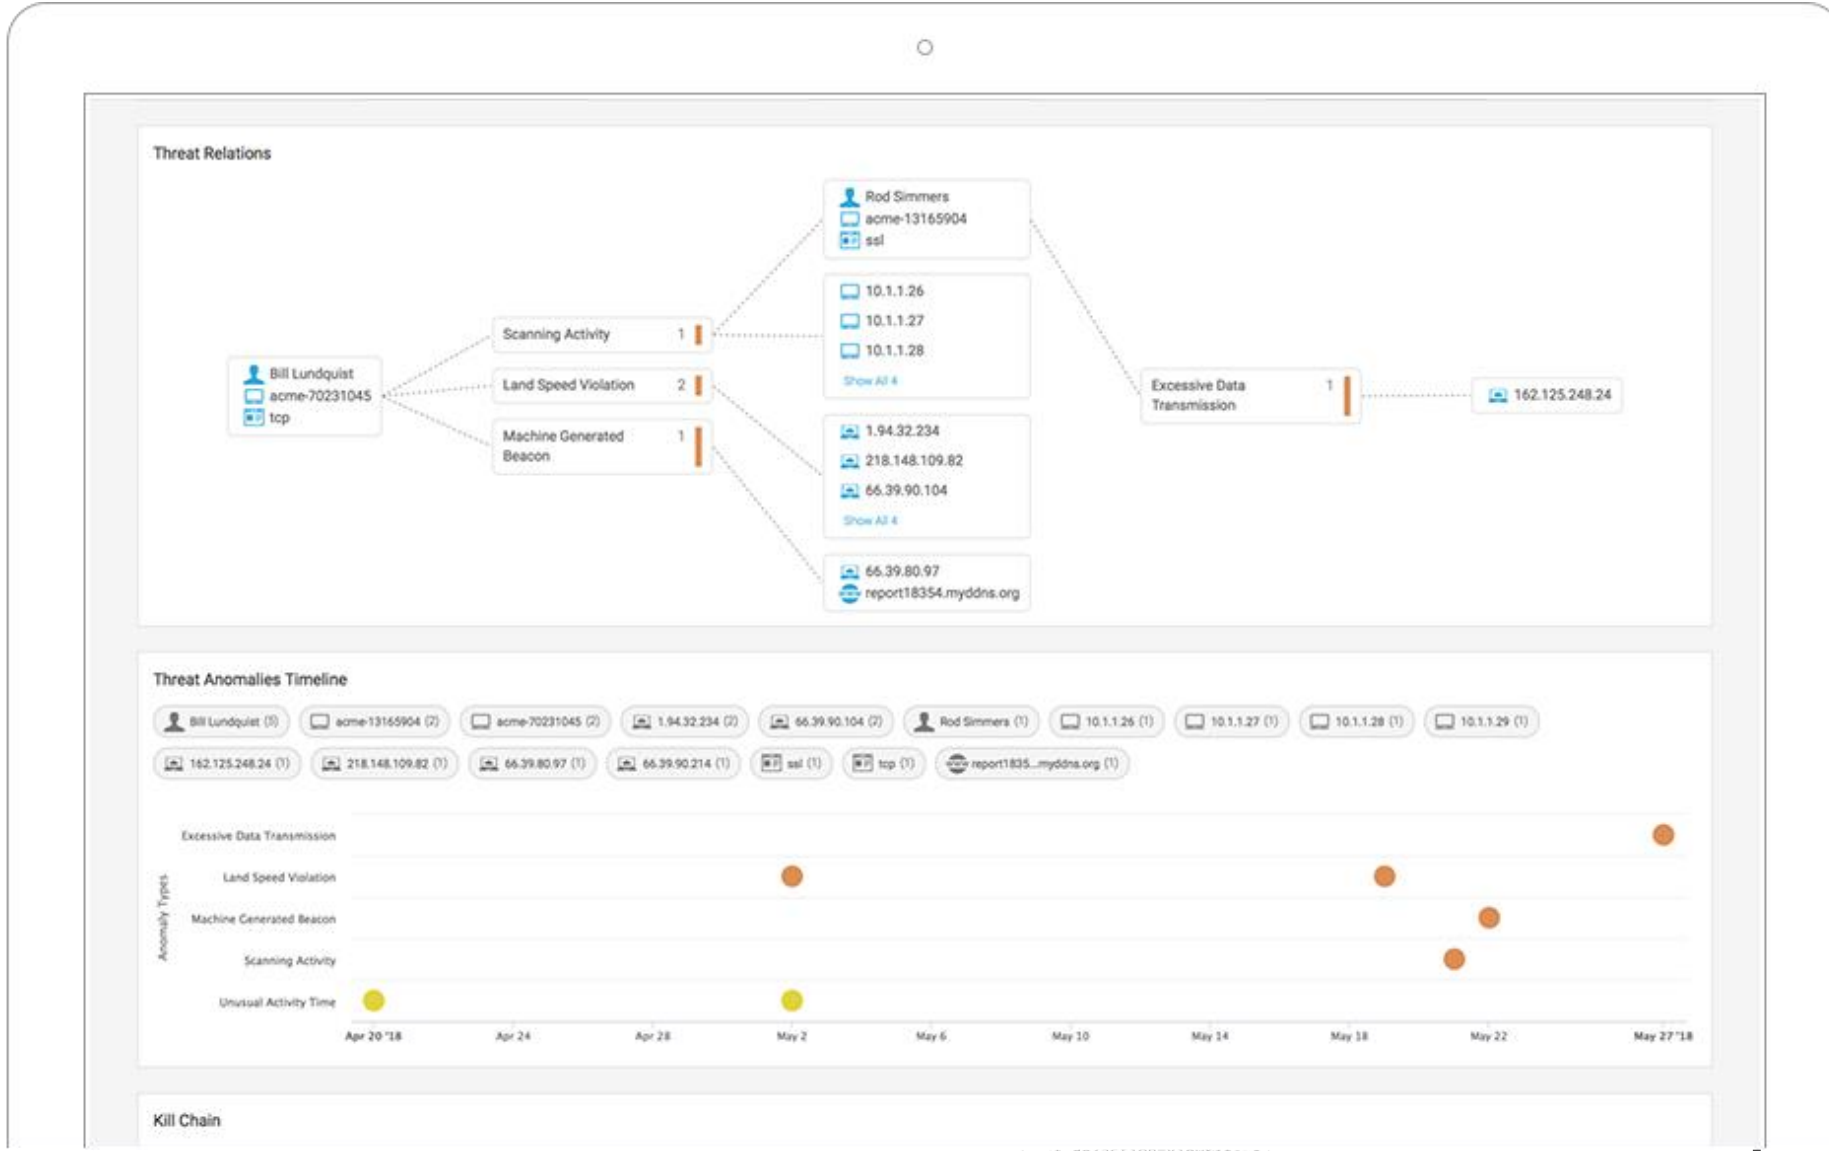 Threat Relations
Rod Simmers
acme-13165904
ssl
10.1.1.26
10.1.1.27
10.1.1.28
Show All 4
Scanning Activity 1
Bill Lundquist
acme-70231045
tcp
Land Speed Violation 2
Machine Generated
Beacon 1
1.94.32.234
218.148.109.82
66.39.90.104
Show All 4
66.39.80.97
report18354.myddns.org
Excessive Data
Transmission 1
162.125.248.24
Threat Anomalies Timeline
Bill Lundquist (5) acme-13165904 (2) acme-70231045 (2) 1.94.32.234 (2) 66.39.90.104 (2) Rod Simmers (1) 10.1.1.26 (1) 10.1.1.27 (1) 10.1.1.28 (1) 10.1.1.29 (1)
162.125.248.24 (1) 218.148.109.82 (1) 66.39.80.97 (1) 66.39.90.214 (1) ssl (1) tcp (1) report1835...myddns.org (1)
Anomaly Types
Excessive Data Transmission
Land Speed Violation
Machine Generated Beacon
Scanning Activity
Unusual Activity Time
Apr 20 '18 Apr 24 Apr 28 May 2 May 6 May 10 May 14 May 18 May 22 May 27 '18
Kill Chain